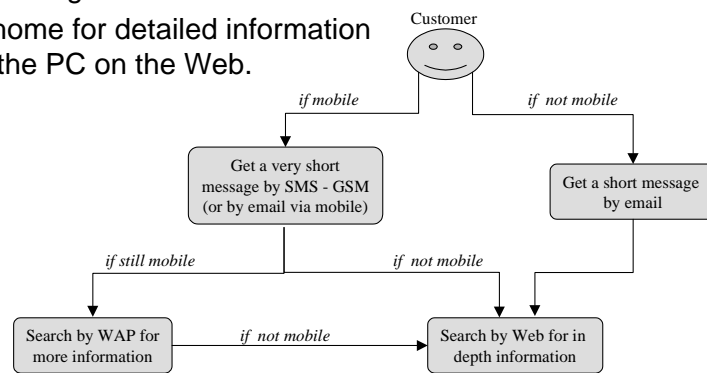 home for detailed information
the PC on the Web.
Customer
if mobile
if not mobile
Get a very short
message by SMS - GSM
(or by email via mobile)
Get a short message
by email
if still mobile
if not mobile
Search by WAP for
more information
if not mobile
Search by Web for in
depth information